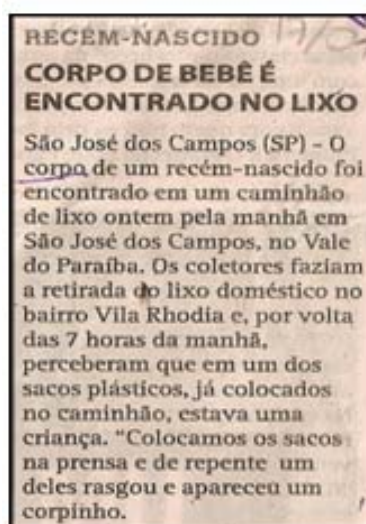 RECÉM-NASCIDO
CORPO DE BEBÊ É
ENCONTRADO NO LIXO
São José dos Campos (SP) - O
corpo de um recém-nascido foi
encontrado em um caminhão
de lixo ontem pela manhã em
São José dos Campos, no Vale
do Paraíba. Os coletores faziam
a retirada do lixo doméstico no
bairro Vila Rhodia e, por volta
das 7 horas da manhã,
perceberam que em um dos
sacos plásticos, já colocados
no caminhão, estava uma
criança. “Colocamos os sacos
na prensa e de repente um
deles rasgou e apareceu um
corpinho.